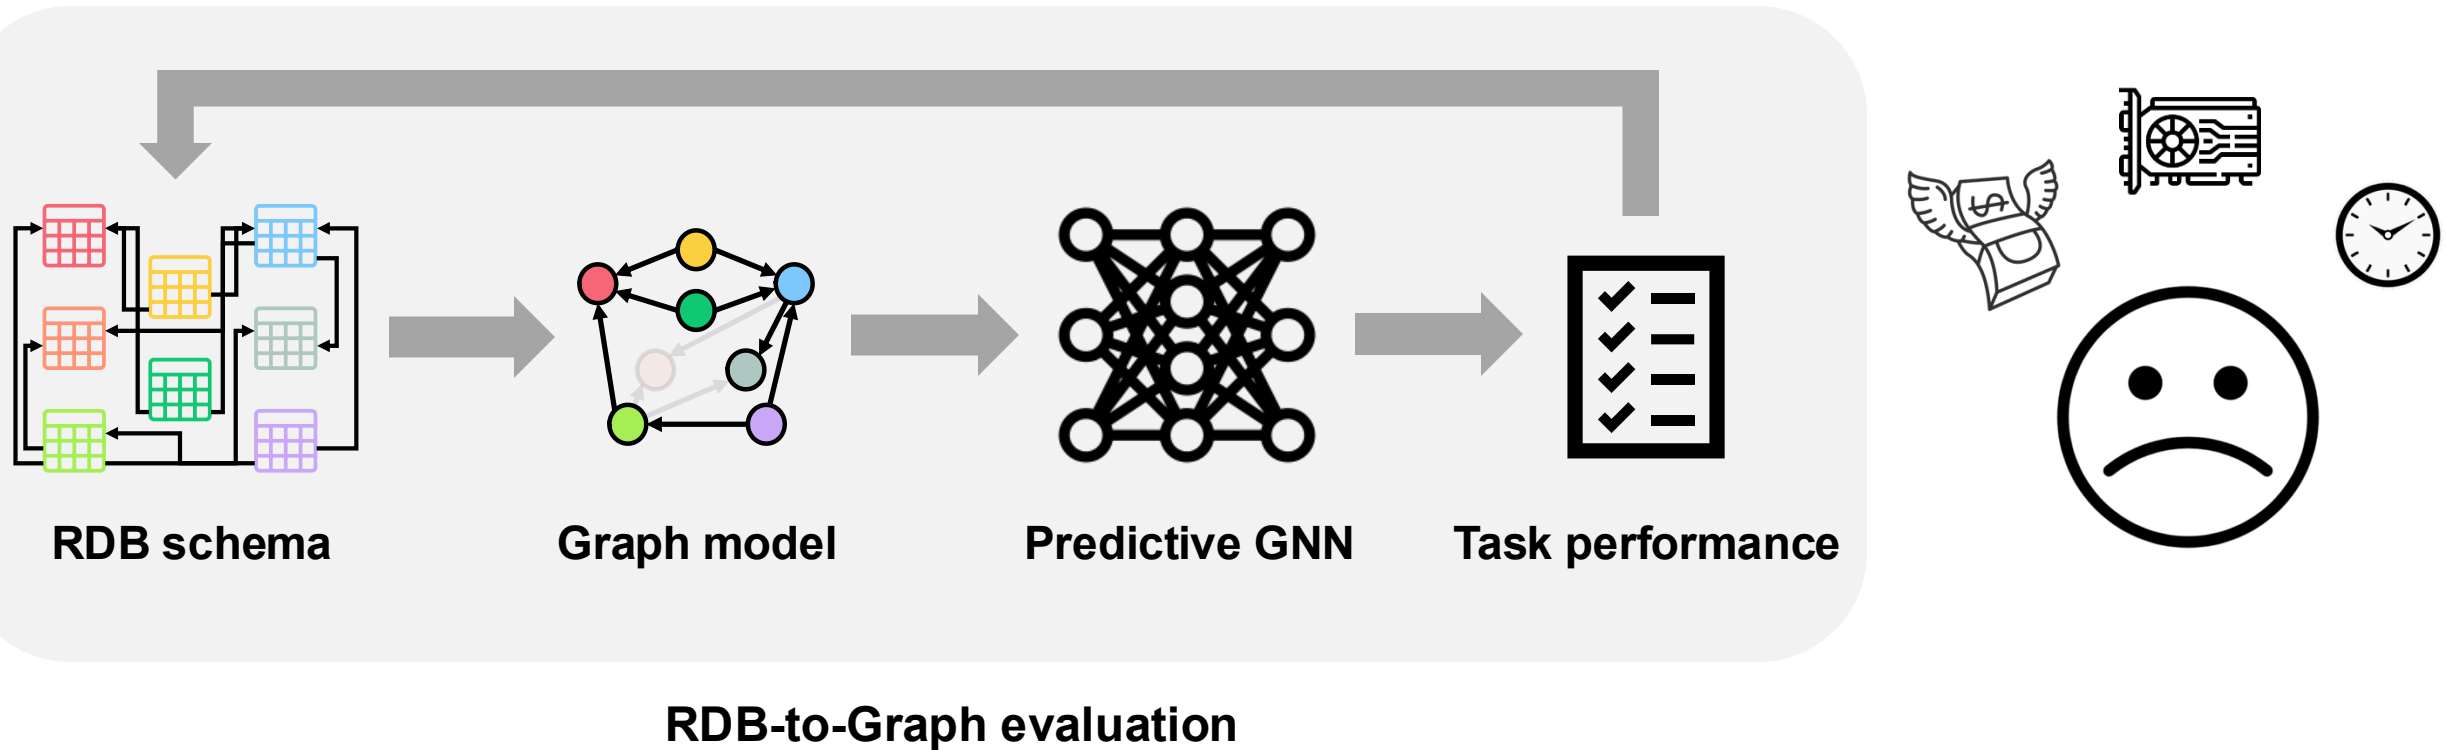 $
RDB schema
Graph model
Predictive GNN
Task performance
RDB-to-Graph evaluation